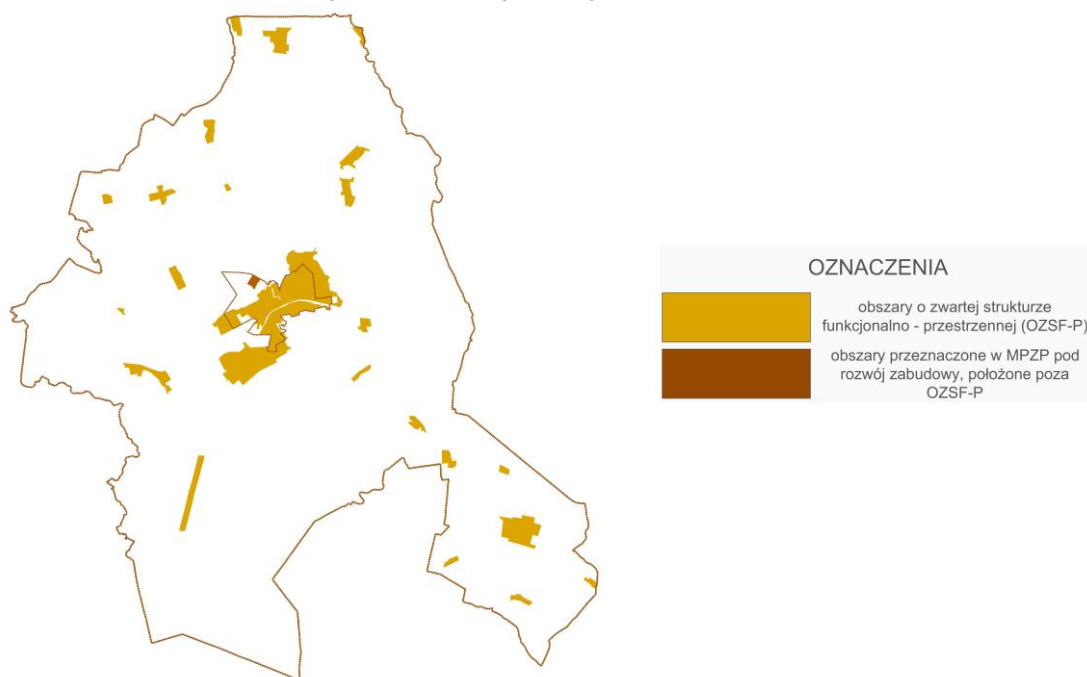 OZNACZENIA
obszary o zwartej strukturze
funkcjonalno - przestrzennej (OZSF-P)
obszary przeznaczone w MPZP pod
rozwój zabudowy, położone poza
OZSF-P